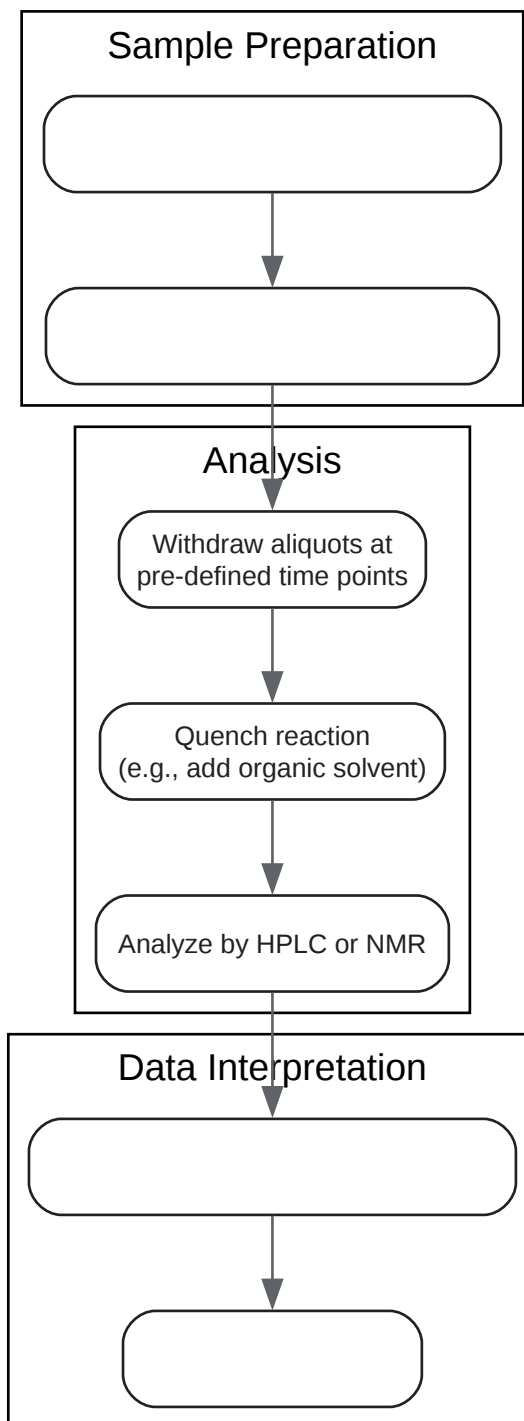 Sample Preparation
Analysis
Withdraw aliquots at
pre-defined time points
Quench reaction
(e.g., add organic solvent)
Analyze by HPLC or NMR
Data Interpretation